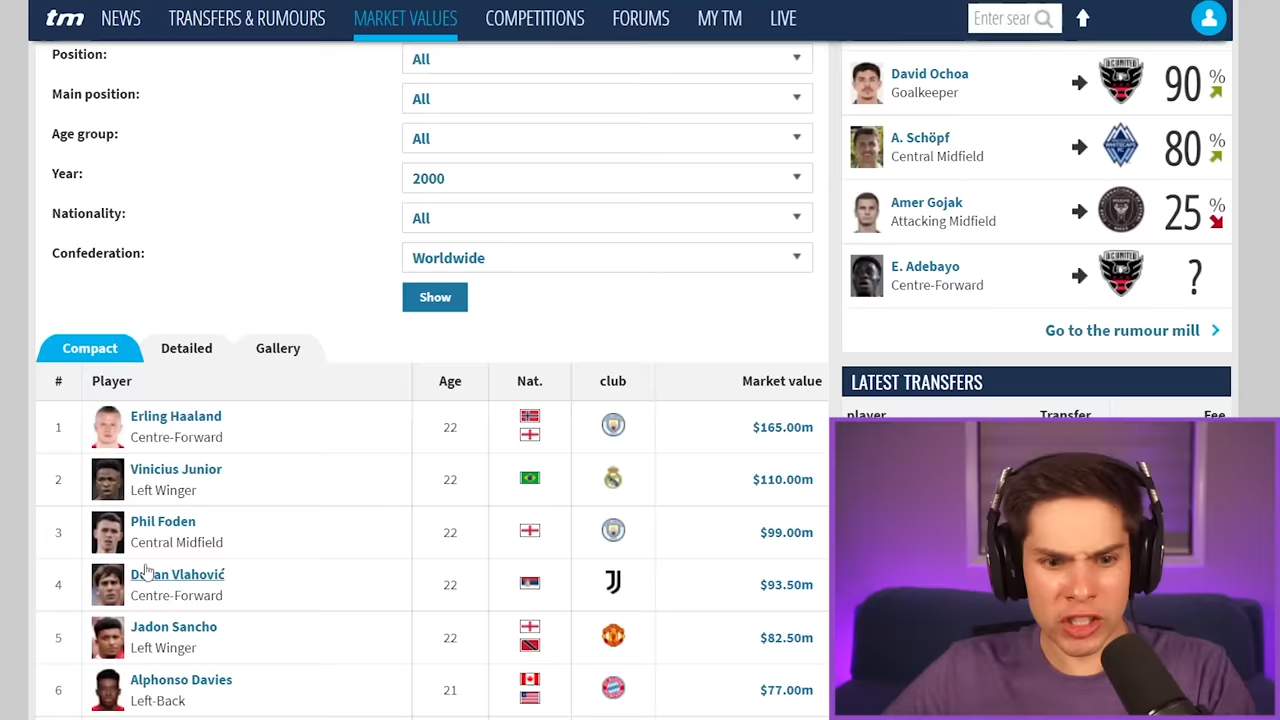 tm NEWS TRANSFERS & RUMOURS MARKET VALUES COMPETITIONS FORUMS MY TM LIVE Enter sear
Position: All
Main position: All
Age group: All
Year: 2000
Nationality: All
Confederation: Worldwide
Show
Compact Detailed Gallery
# Player Age Nat. club Market value
1 Erling Haaland 22 $165.00m
Centre-Forward
2 Vinicius Junior 22 $110.00m
Left Winger
3 Phil Foden 22 $99.00m
Central Midfield
4 Dušan Vlahović 22 $93.50m
Centre-Forward
5 Jadon Sancho 22 $82.50m
Left Winger
6 Alphonso Davies 21 $77.00m
Left-Back
David Ochoa 90 %
Goalkeeper
A. Schöpf 80 %
Central Midfield
Amer Gojak 25 %
Attacking Midfield
E. Adebayo ?
Centre-Forward
Go to the rumour mill
LATEST TRANSFERS
player Transfer Fee